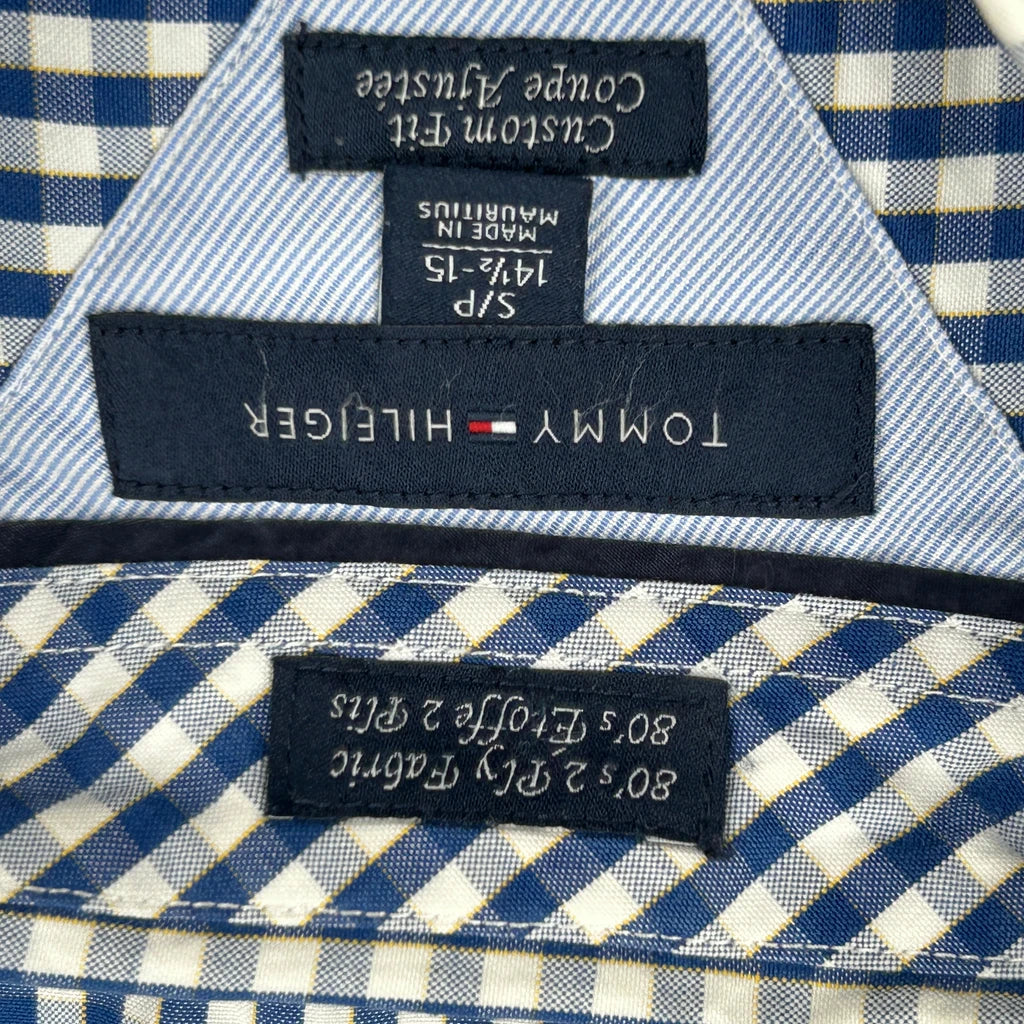 80's 2 Ply Fabric
80's Étoffe 2 Plis
TOMMY HILFIGER
S/P
14½-15
MADE IN
MAURITIUS
Custom Fit
Coupe Ajustée